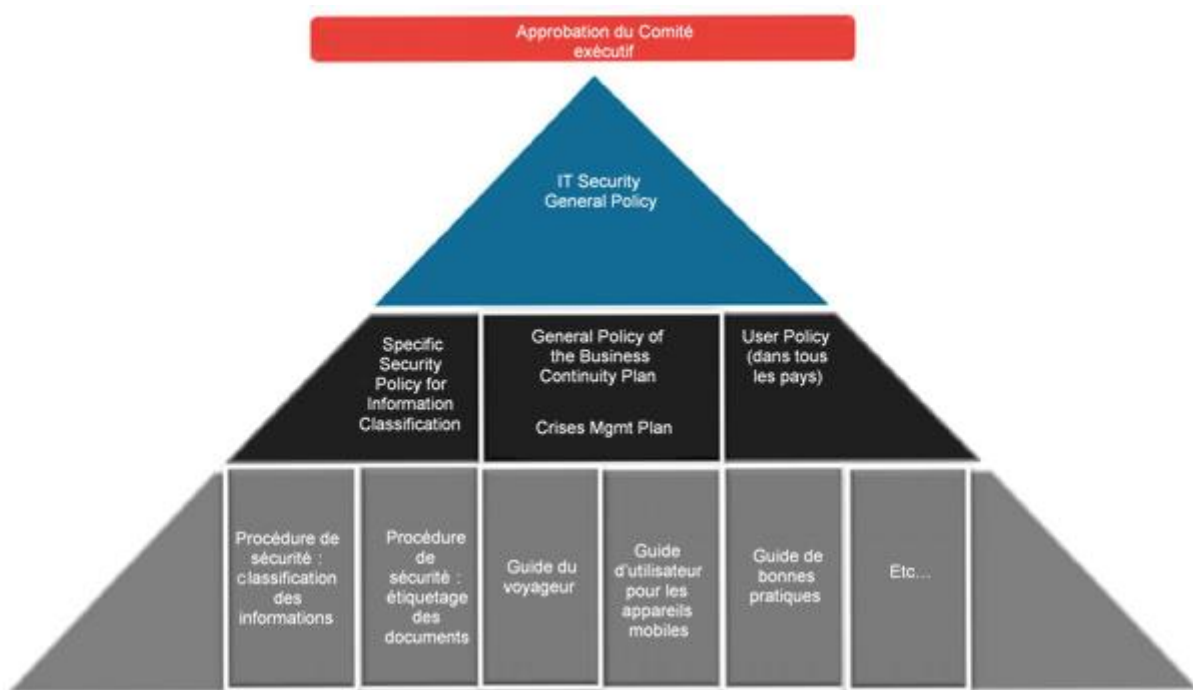 Approbation du Comité
exécutif
IT Security
General Policy
Specific
Security
Policy for
Information
Classification
General Policy of
the Business
Continuity Plan
Crises Mgmt Plan
User Policy
(dans tous
les pays)
Procédure de
sécurité :
classification
des
informations
Procédure
de
sécurité :
étiquetage
des
documents
Guide du
voyageur
Guide
d'utilisateur
pour les
appareils
mobiles
Guide de
bonnes
pratiques
Etc...